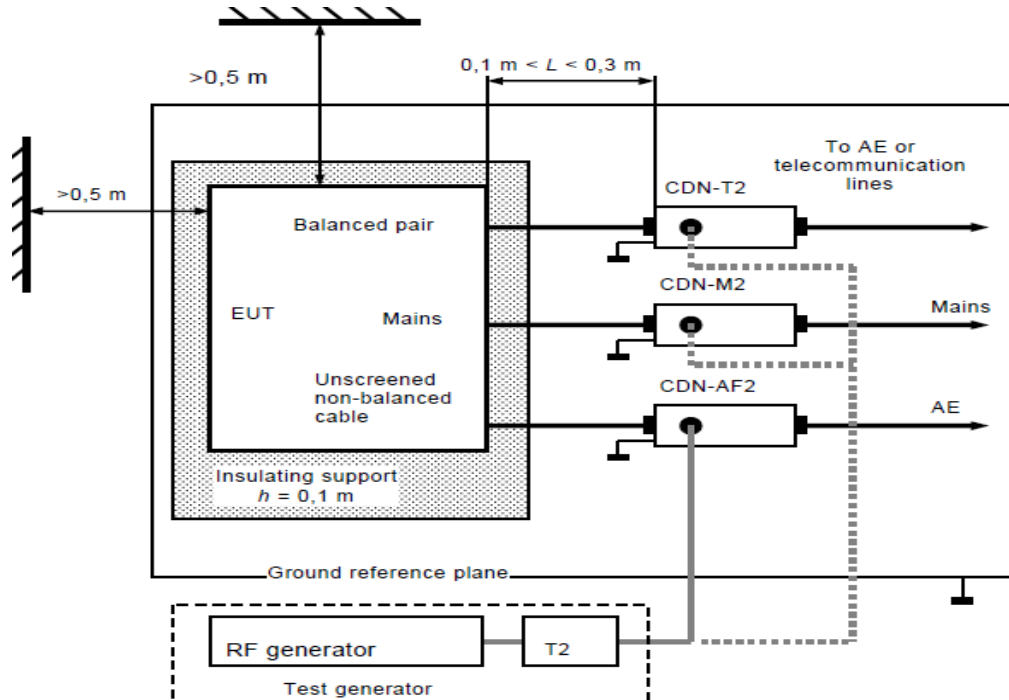 >0,5 m
0,1 m < L < 0,3 m
>0,5 m
To AE or
telecommunication
lines
CDN-T2
Balanced pair
CDN-M2
EUT
Mains
Mains
Unscreened
non-balanced
cable
CDN-AF2
AE
Insulating support
h = 0,1 m
Ground reference plane
RF generator
T2
Test generator